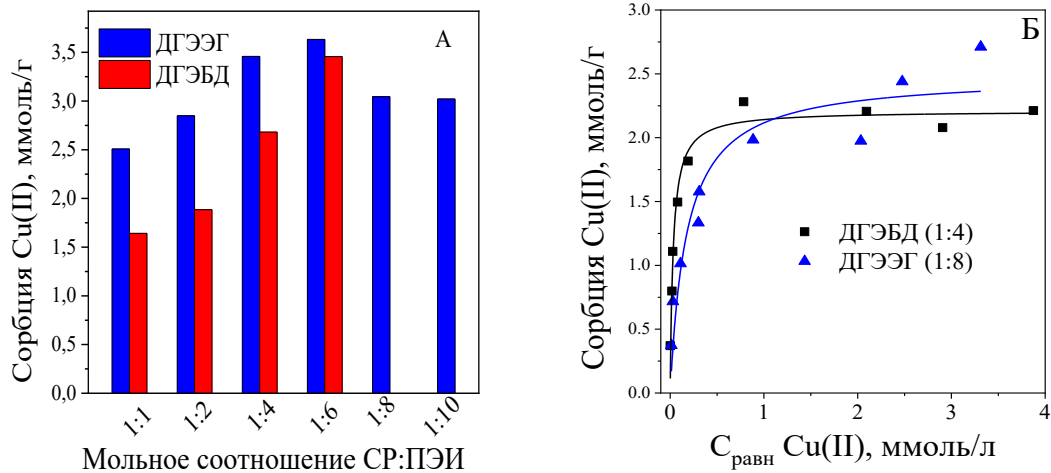 А
ДГЭЭГ
ДГЭБД
Сорбция Cu(II), ммоль/г
3,5
3,0
2,5
2,0
1,5
1,0
0,5
0,0
1:1 1:2 1:4 1:6 1:8 1:10
Мольное соотношение СР:ПЭИ
Б
Сорбция Cu(II), ммоль/г
3.0
2.5
2.0
1.5
1.0
0.5
0.0
ДГЭБД (1:4)
ДГЭЭГ (1:8)
0 1 2 3 4
Cравн Cu(II), ммоль/л